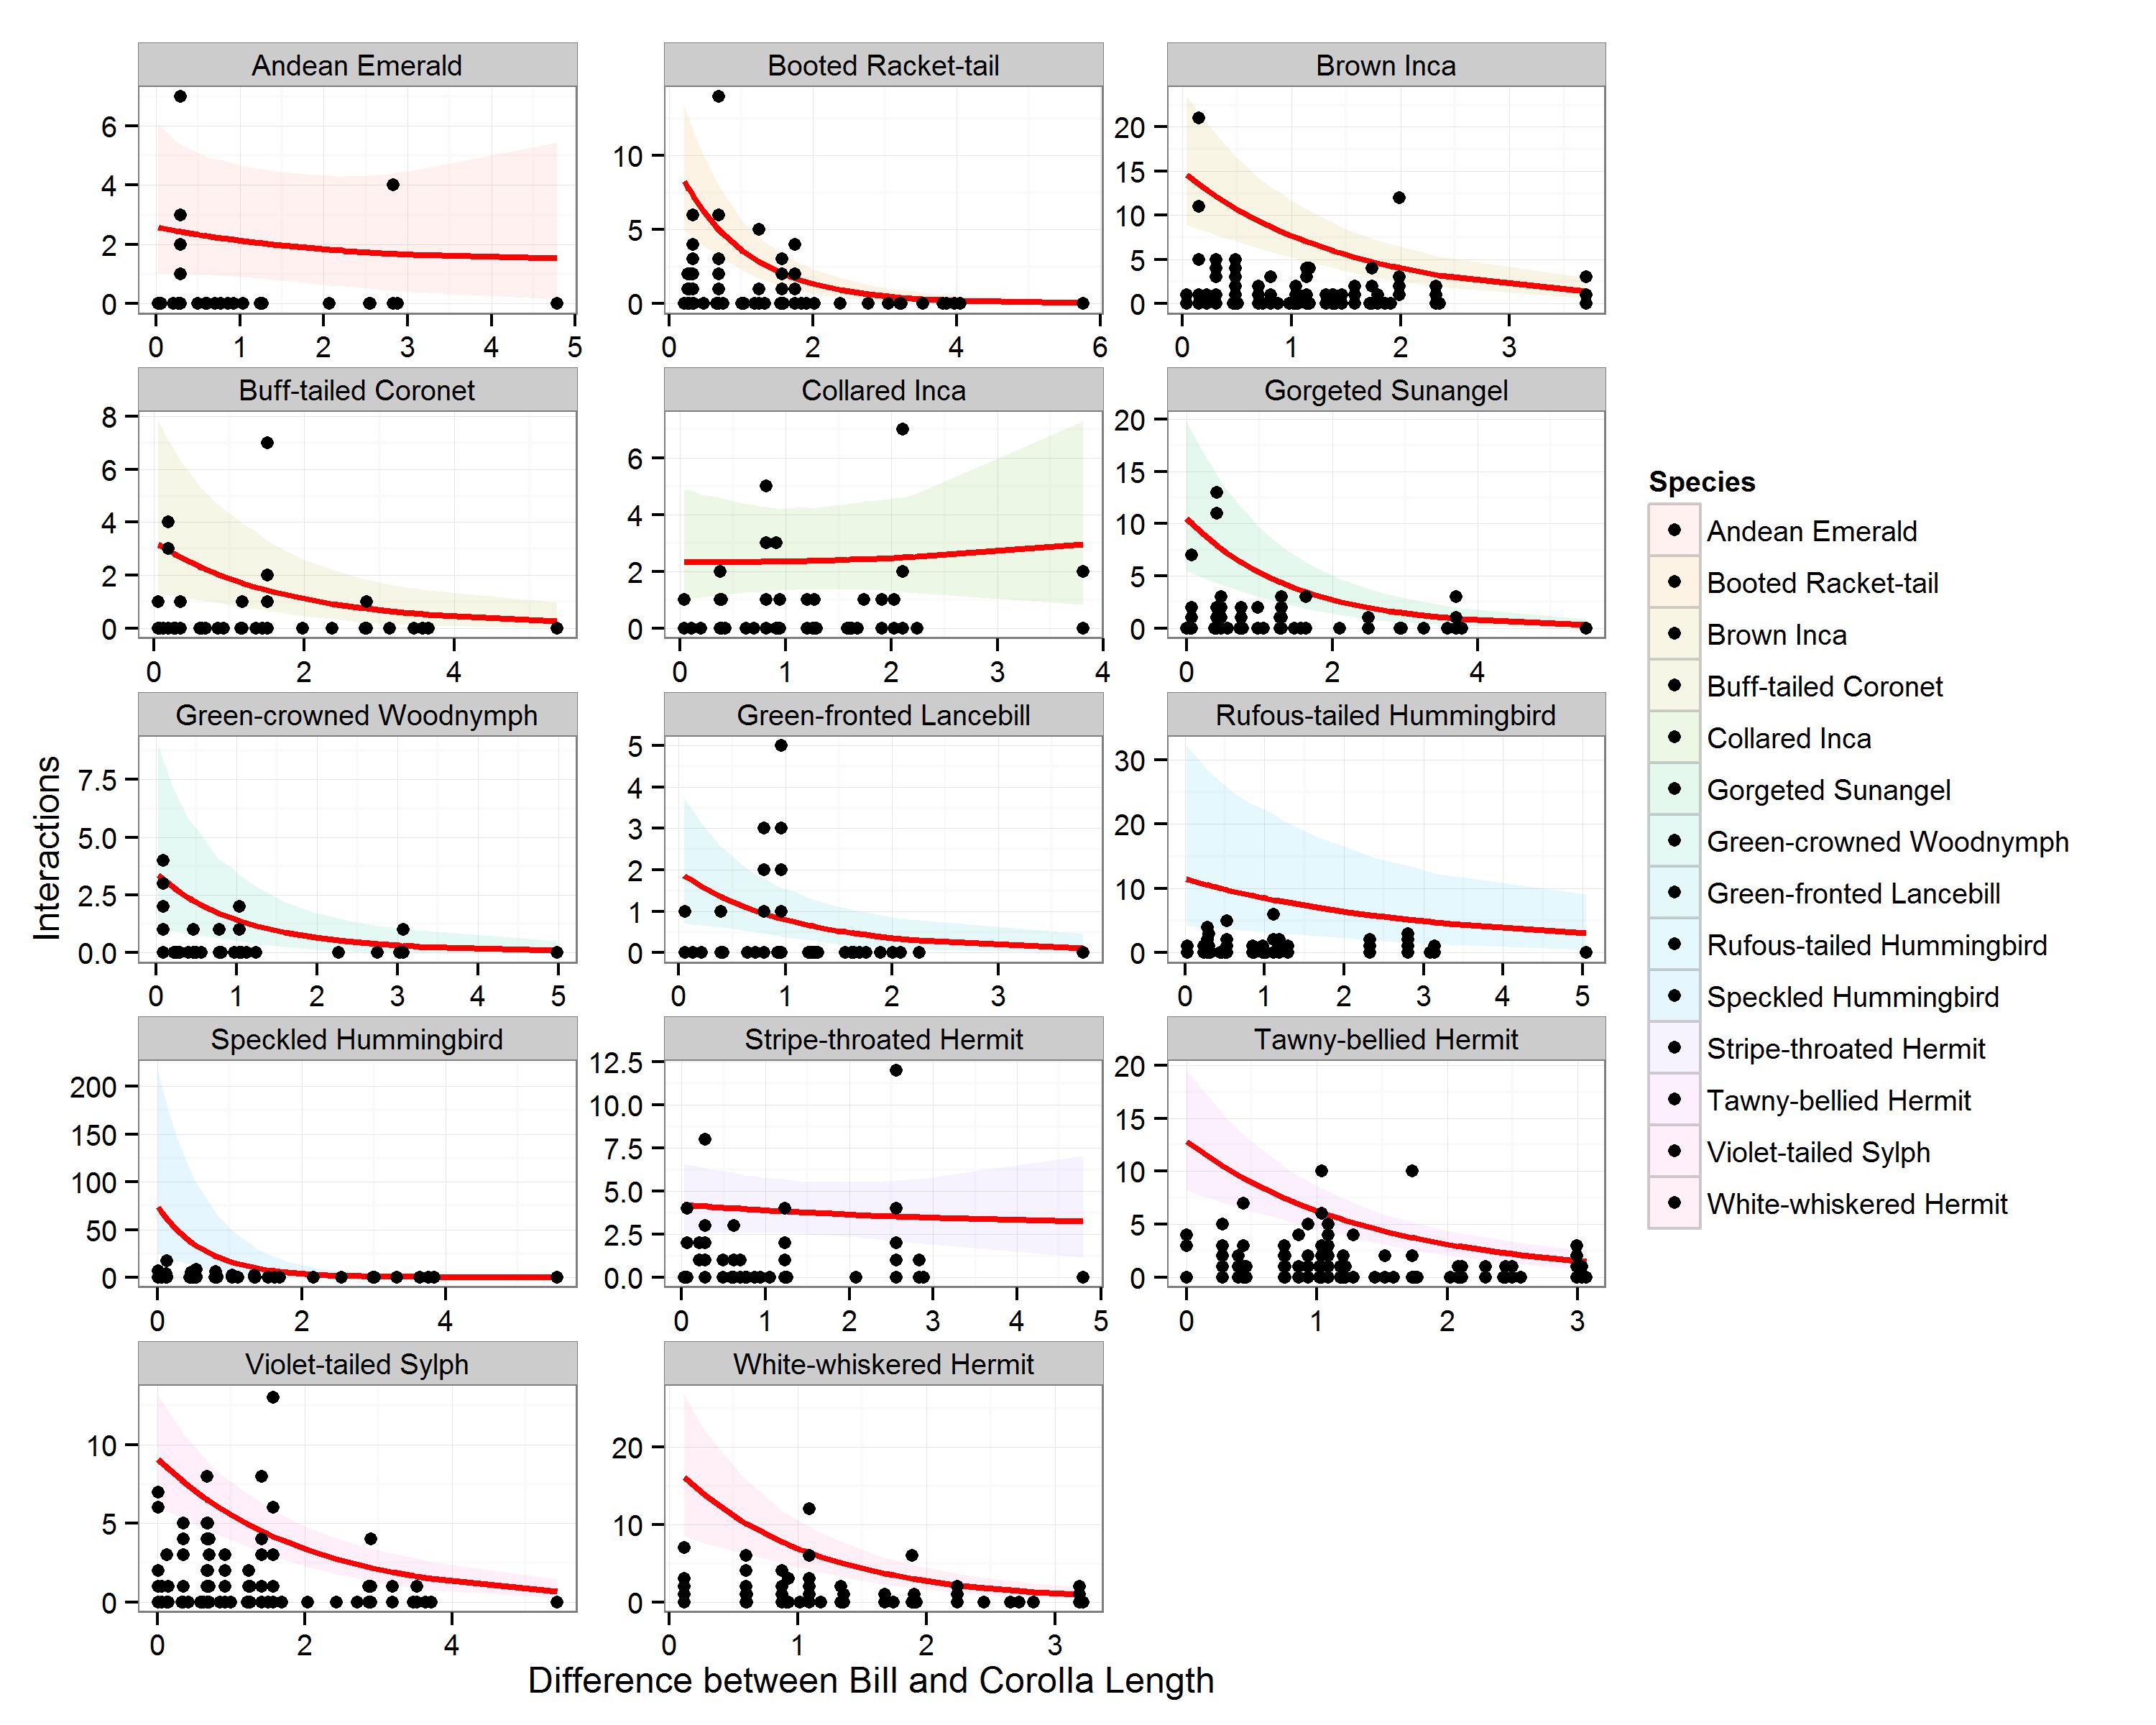 Andean Emerald
Booted Racket-tail
Brown Inca
6
4
2
0
0 1 2 3 4 5
10
5
0
0 2 4 6
20
15
10
5
0
0 1 2 3
Buff-tailed Coronet
Collared Inca
Gorgeted Sunangel
8
6
4
2
0
0 2 4
6
4
2
0
0 1 2 3 4
20
15
10
5
0
0 2 4
Green-crowned Woodnymph
Green-fronted Lancebill
Rufous-tailed Hummingbird
7.5
5.0
2.5
0.0
0 1 2 3 4 5
5
4
3
2
1
0
0 1 2 3
30
20
10
0
0 1 2 3 4 5
Speckled Hummingbird
Stripe-throated Hermit
Tawny-bellied Hermit
200
150
100
50
0
0 2 4
12.5
10.0
7.5
5.0
2.5
0.0
0 1 2 3 4 5
20
15
10
5
0
0 1 2 3
Violet-tailed Sylph
White-whiskered Hermit
10
5
0
0 2 4
20
10
0
0 1 2 3
Interactions
Difference between Bill and Corolla Length
Species
Andean Emerald
Booted Racket-tail
Brown Inca
Buff-tailed Coronet
Collared Inca
Gorgeted Sunangel
Green-crowned Woodnymph
Green-fronted Lancebill
Rufous-tailed Hummingbird
Speckled Hummingbird
Stripe-throated Hermit
Tawny-bellied Hermit
Violet-tailed Sylph
White-whiskered Hermit